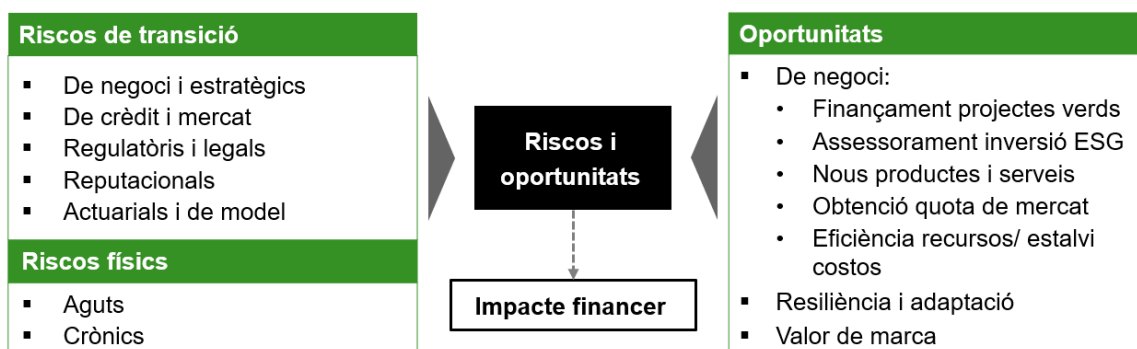 Riscos de transició
▪ De negoci i estratègics
▪ De crèdit i mercat
▪ Regulatòris i legals
▪ Reputacionals
▪ Actuarials i de model
Riscos físics
▪ Aguts
▪ Crònics
Riscos i
oportunitats
Impacte financer
Oportunitats
▪ De negoci:
• Finançament projectes verds
• Assessorament inversió ESG
• Nous productes i serveis
• Obtenció quota de mercat
• Eficiència recursos/ estalvi
costos
▪ Resiliència i adaptació
▪ Valor de marca